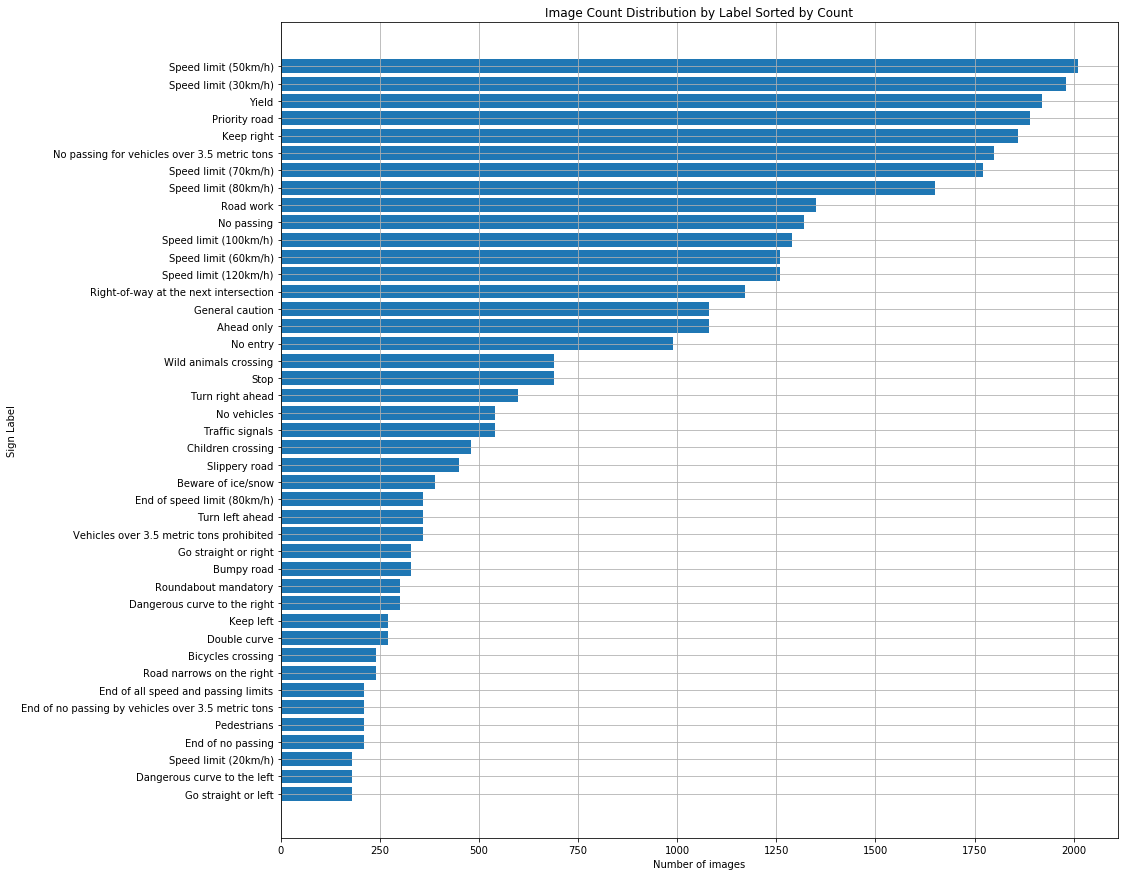 Image Count Distribution by Label Sorted by Count
Speed limit (50km/h)
Speed limit (30km/h)
Yield
Priority road
Keep right
No passing for vehicles over 3.5 metric tons
Speed limit (70km/h)
Speed limit (80km/h)
Road work
No passing
Speed limit (100km/h)
Speed limit (60km/h)
Speed limit (120km/h)
Right-of-way at the next intersection
General caution
Ahead only
No entry
Wild animals crossing
Stop
Turn right ahead
No vehicles
Traffic signals
Children crossing
Slippery road
Beware of ice/snow
End of speed limit (80km/h)
Turn left ahead
Vehicles over 3.5 metric tons prohibited
Go straight or right
Bumpy road
Roundabout mandatory
Dangerous curve to the right
Keep left
Double curve
Bicycles crossing
Road narrows on the right
End of all speed and passing limits
End of no passing by vehicles over 3.5 metric tons
Pedestrians
End of no passing
Speed limit (20km/h)
Dangerous curve to the left
Go straight or left
Sign Label
0 250 500 750 1000 1250 1500 1750 2000
Number of images